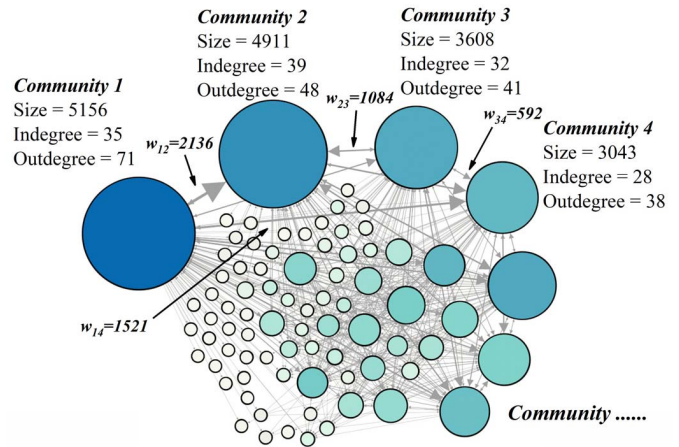 Community 1
Size = 5156
Indegree = 35
Outdegree = 71
Community 2
Size = 4911
Indegree = 39
Outdegree = 48
Community 3
Size = 3608
Indegree = 32
Outdegree = 41
Community 4
Size = 3043
Indegree = 28
Outdegree = 38
w12=2136
w23=1084
w34=592
w14=1521
Community ......